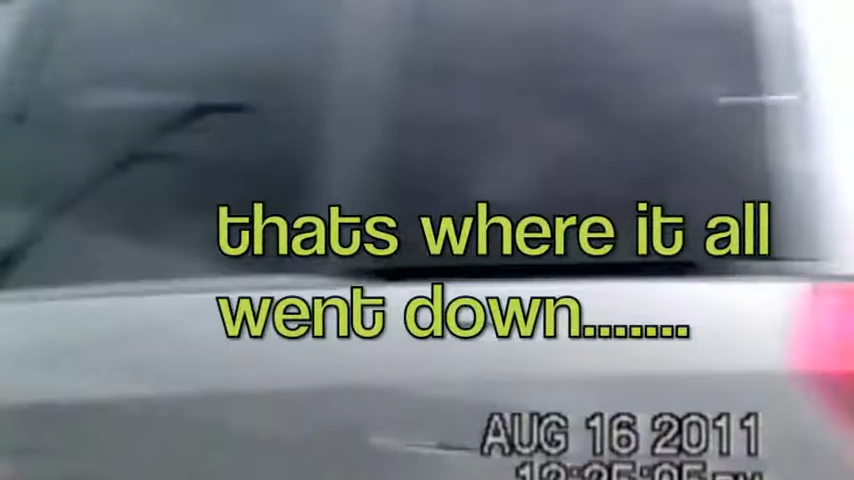 thats where it all
went down.......
AUG 16 2011